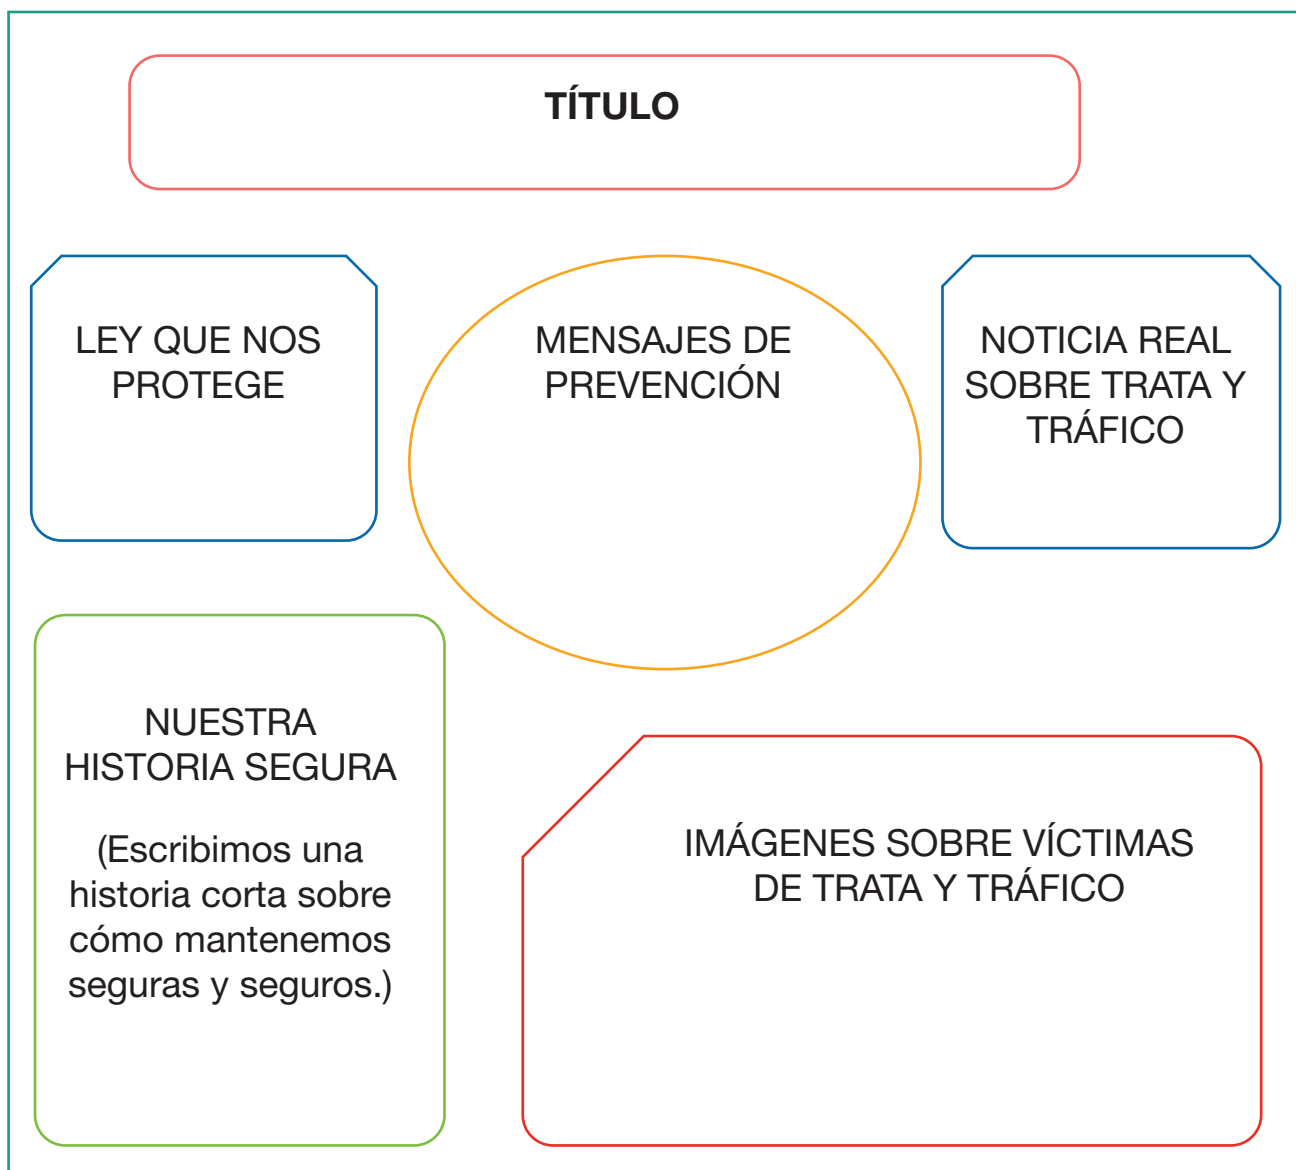 TÍTULO
LEY QUE NOS
PROTEGE
MENSAJES DE
PREVENCIÓN
NOTICIA REAL
SOBRE TRATA Y
TRÁFICO
NUESTRA
HISTORIA SEGURA
(Escribimos una
historia corta sobre
cómo mantenemos
seguras y seguros.)
IMÁGENES SOBRE VÍCTIMAS
DE TRATA Y TRÁFICO